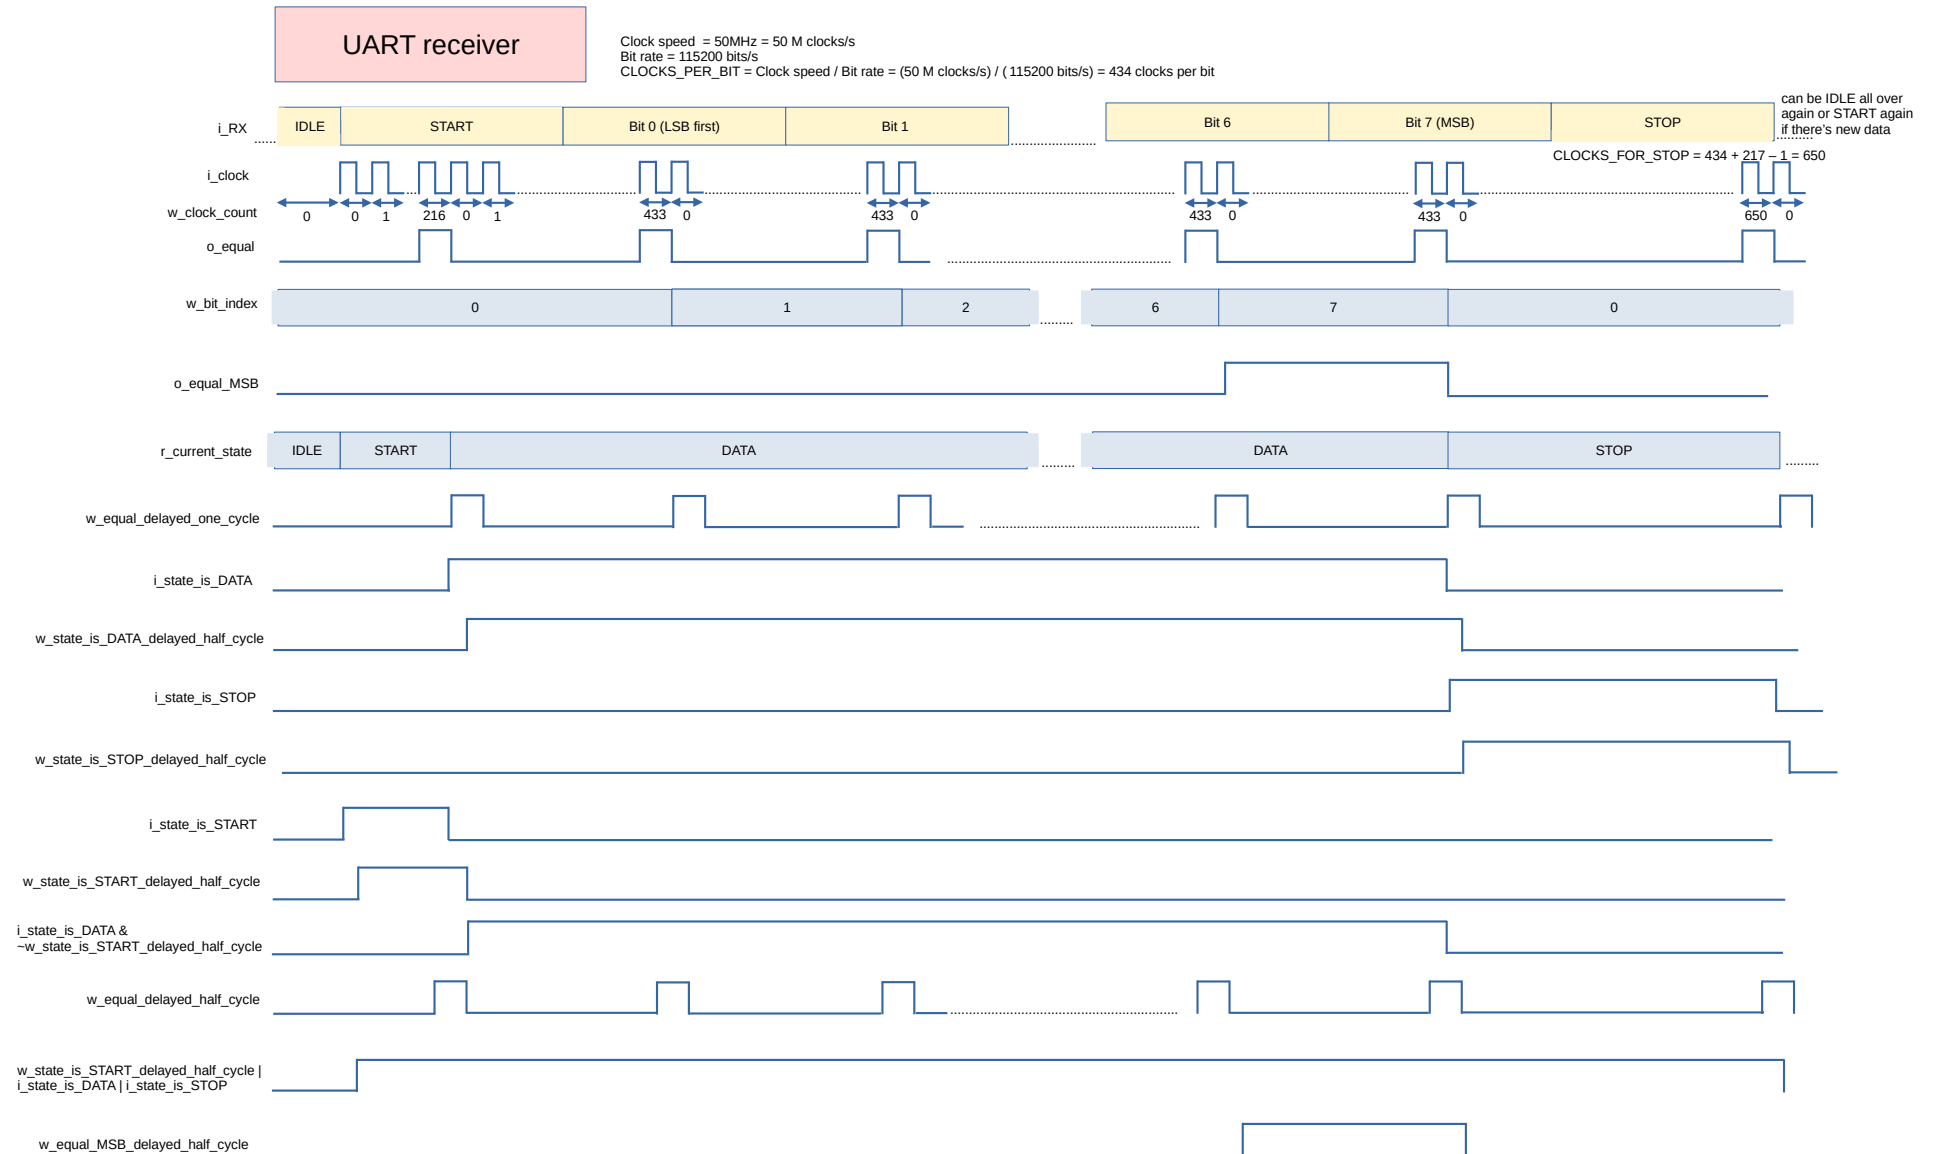 UART receiver
Clock speed  = 50MHz = 50 M clocks/s
Bit rate = 115200 bits/s
CLOCKS_PER_BIT = Clock speed / Bit rate = (50 M clocks/s) / ( 115200 bits/s) = 434 clocks per bit
can be IDLE all over
again or START again
if there's new data
i_RX
IDLE
START
Bit 0 (LSB first)
Bit 1
Bit 6
Bit 7 (MSB)
STOP
CLOCKS_FOR_STOP = 434 + 217 – 1 = 650
i_clock
w_clock_count
0
0
1
216
0
1
433
0
433
0
433
0
433
0
650
0
o_equal
w_bit_index
0
1
2
6
7
0
o_equal_MSB
r_current_state
IDLE
START
DATA
DATA
STOP
w_equal_delayed_one_cycle
i_state_is_DATA
w_state_is_DATA_delayed_half_cycle
i_state_is_STOP
w_state_is_STOP_delayed_half_cycle
i_state_is_START
w_state_is_START_delayed_half_cycle
i_state_is_DATA &
~w_state_is_START_delayed_half_cycle
w_equal_delayed_half_cycle
w_state_is_START_delayed_half_cycle |
i_state_is_DATA | i_state_is_STOP
w_equal_MSB_delayed_half_cycle